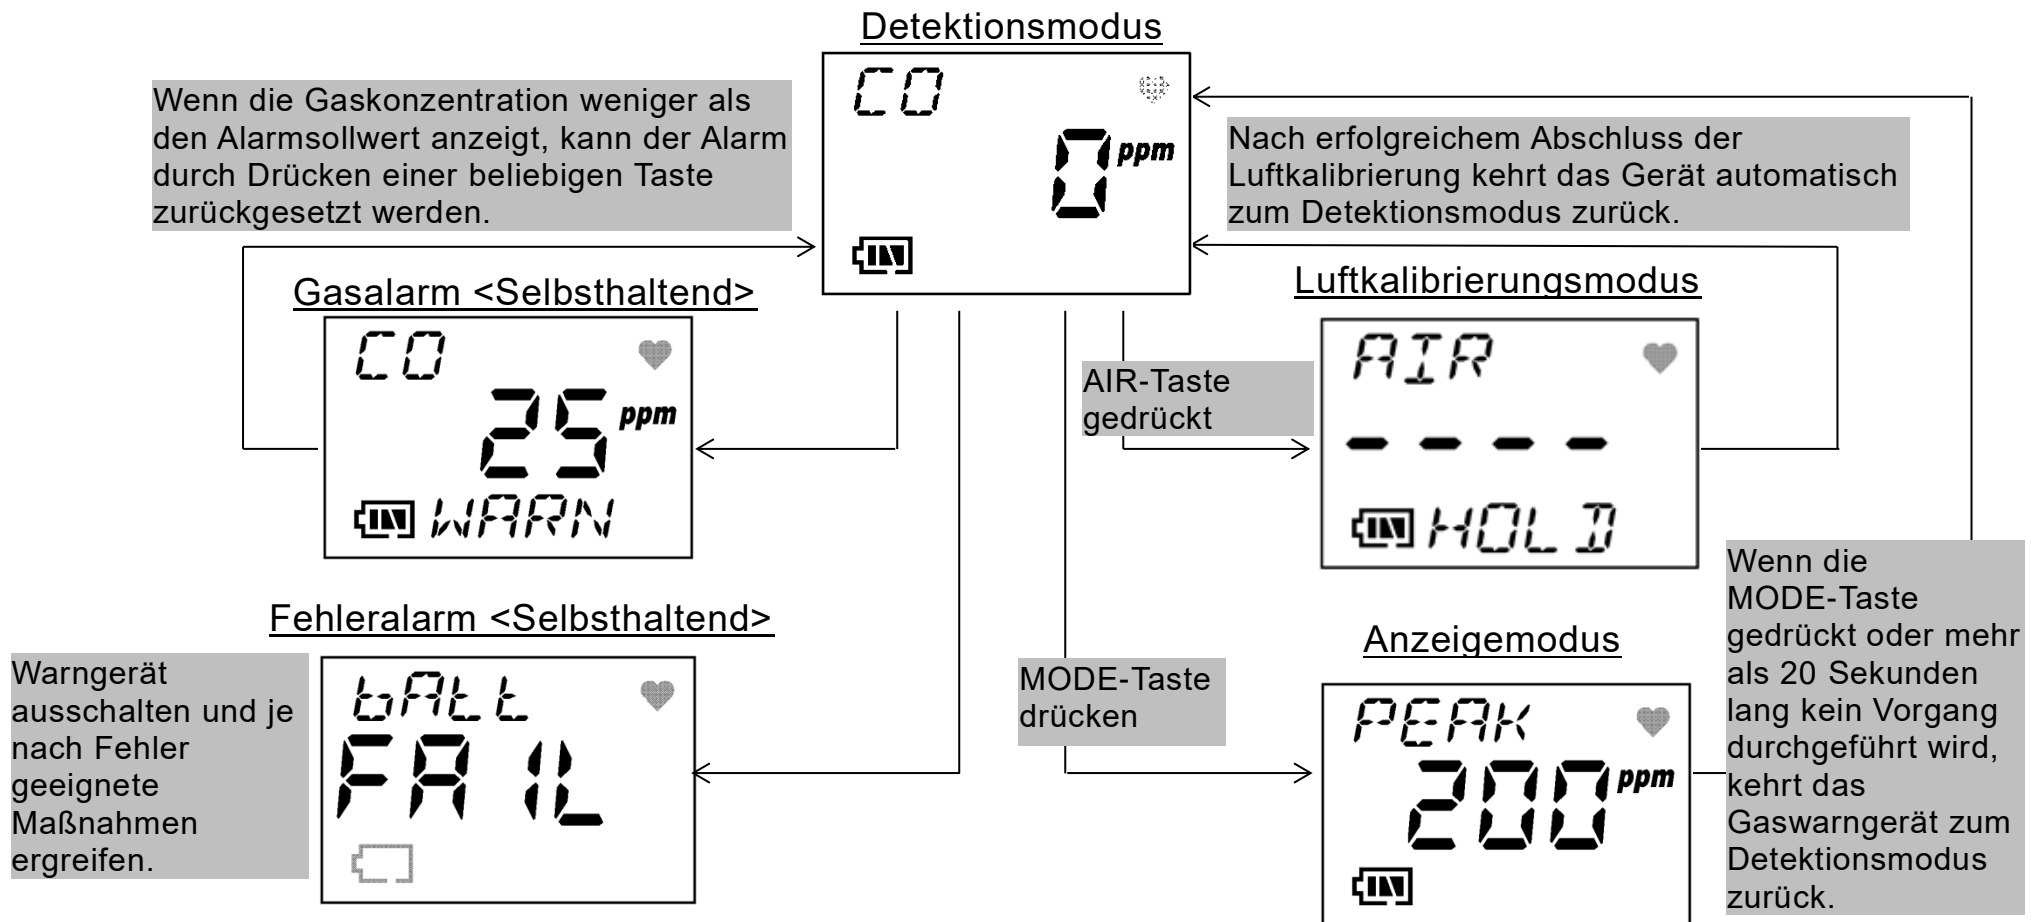 Detektionsmodus
CO
0 ppm
Wenn die Gaskonzentration weniger als
den Alarmsollwert anzeigt, kann der Alarm
durch Drücken einer beliebigen Taste
zurückgesetzt werden.
Nach erfolgreichem Abschluss der
Luftkalibrierung kehrt das Gerät automatisch
zum Detektionsmodus zurück.
Gasalarm <Selbsthaltend>
CO
25 ppm
WARN
Luftkalibrierungsmodus
AIR-Taste
gedrückt
AIR
- - - -
HOLD
Fehleralarm <Selbsthaltend>
Warngerät
ausschalten und je
nach Fehler
geeignete
Maßnahmen
ergreifen.
bAtt
FAIL
MODE-Taste
drücken
Anzeigemodus
PEAK
200 ppm
Wenn die
MODE-Taste
gedrückt oder mehr
als 20 Sekunden
lang kein Vorgang
durchgeführt wird,
kehrt das
Gaswarngerät zum
Detektionsmodus
zurück.